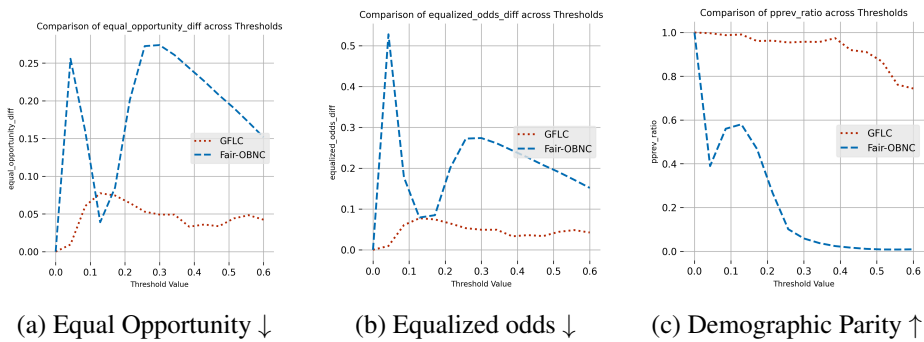 Comparison of equal_opportunity_diff across Thresholds
equal_opportunity_diff
0.25
0.20
0.15
0.10
0.05
0.00
GFLC
Fair-OBNC
0.0 0.1 0.2 0.3 0.4 0.5 0.6
Threshold Value
(a) Equal Opportunity ↓
Comparison of equalized_odds_diff across Thresholds
equalized_odds_diff
0.5
0.4
0.3
0.2
0.1
0.0
GFLC
Fair-OBNC
0.0 0.1 0.2 0.3 0.4 0.5 0.6
Threshold Value
(b) Equalized odds ↓
Comparison of pprev_ratio across Thresholds
pprev_ratio
1.0
0.8
0.6
0.4
0.2
0.0
GFLC
Fair-OBNC
0.0 0.1 0.2 0.3 0.4 0.5 0.6
Threshold Value
(c) Demographic Parity ↑